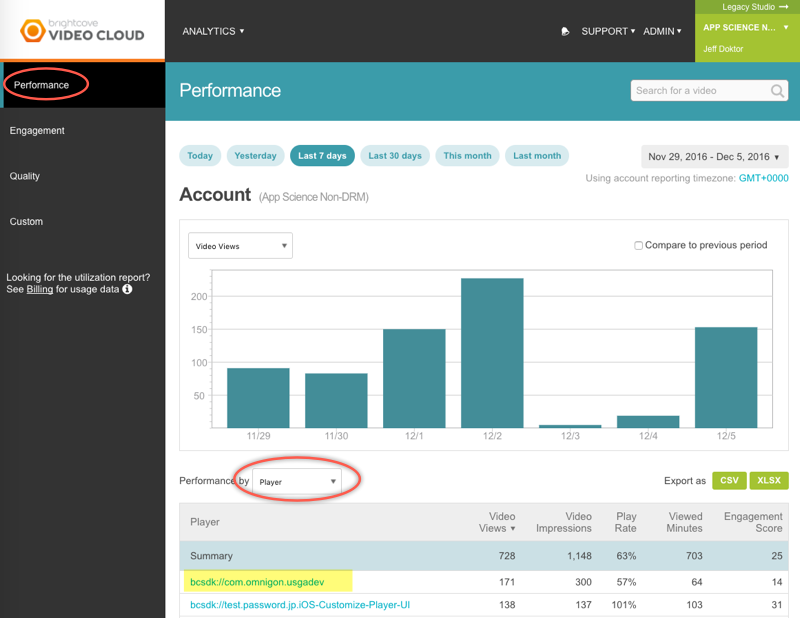 Legacy Studio →
brightcove
VIDEO CLOUD
ANALYTICS ▾
SUPPORT ▾ ADMIN ▾
APP SCIENCE N... ▾
Jeff Doktor
Performance
Engagement
Quality
Custom
Looking for the utilization report?
See Billing for usage data
Performance
Search for a video
Today Yesterday Last 7 days Last 30 days This month Last month
Nov 29, 2016 - Dec 5, 2016 ▾
Using account reporting timezone: GMT+0000
Account (App Science Non-DRM)
Video Views ▾
Compare to previous period
200
150
100
50
11/29 11/30 12/1 12/2 12/3 12/4 12/5
Performance by Player ▾
Export as CSV XLSX
Player Video Views ▾ Video Impressions Play Rate Viewed Minutes Engagement Score
Summary 728 1,148 63% 703 25
bcsdk://com.omnigon.usgadev 171 300 57% 64 14
bcsdk://test.password.jp.iOS-Customize-Player-UI 138 137 101% 103 31